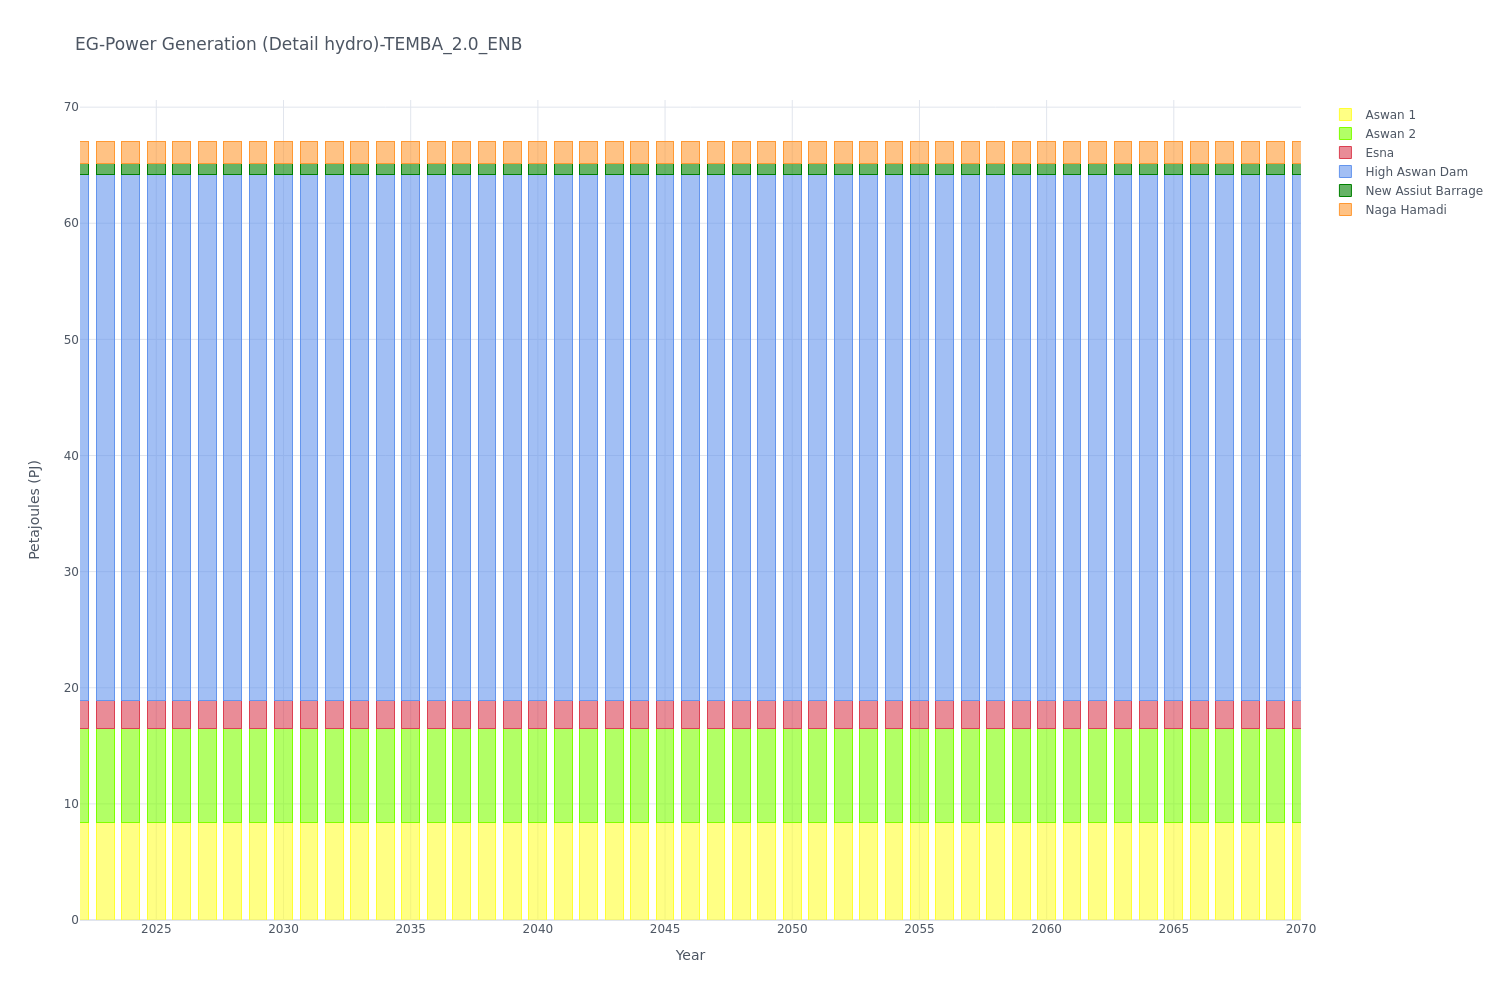 EG-Power Generation (Detail hydro)-TEMBA_2.0_ENB
Petajoules (PJ)
70
60
50
40
30
20
10
0
2025
2030
2035
2040
2045
2050
2055
2060
2065
2070
Year
Aswan 1
Aswan 2
Esna
High Aswan Dam
New Assiut Barrage
Naga Hamadi